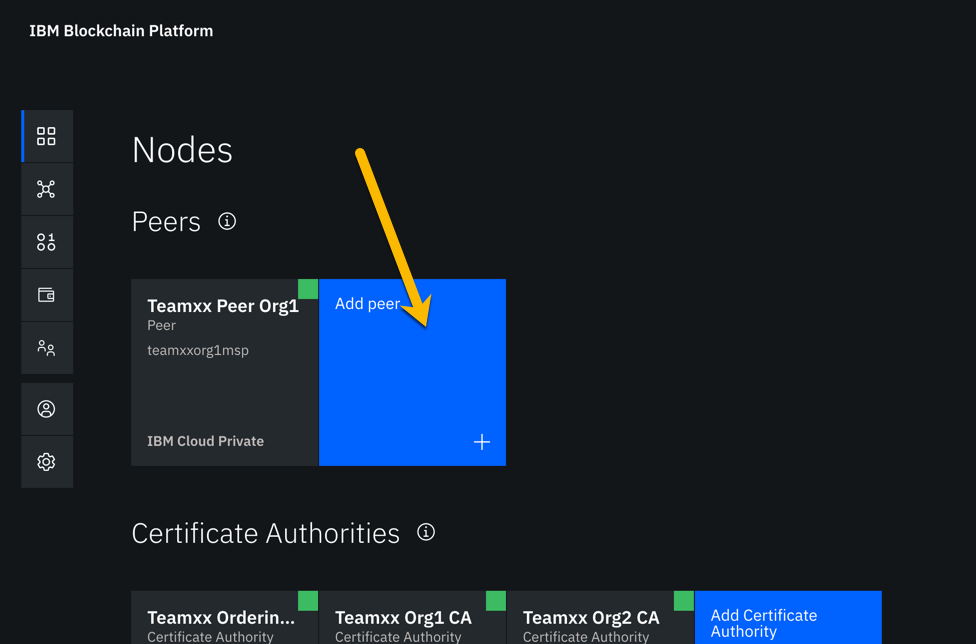 IBM Blockchain Platform
Nodes
Peers
Teamxx Peer Org1
Peer
teamxxorg1msp
IBM Cloud Private
Add peer
Certificate Authorities
Teamxx Orderin...
Certificate Authority
Teamxx Org1 CA
Certificate Authority
Teamxx Org2 CA
Certificate Authority
Add Certificate
Authority